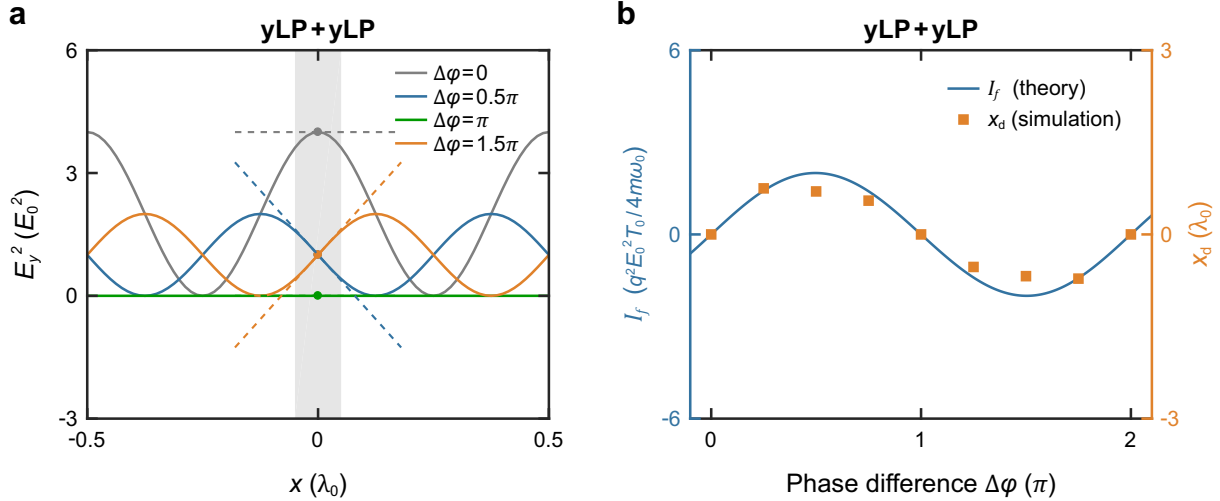 a
yLP+yLP
6
3
0
-3
-0.5
0
0.5
E_y^2 (E_0^2)
x (λ_0)
Δφ=0
Δφ=0.5π
Δφ=π
Δφ=1.5π
b
yLP+yLP
6
0
-6
I_f (q^2E_0^2T_0/4mω_0)
I_f (theory)
x_d (simulation)
3
0
-3
x_d (λ_0)
0
1
2
Phase difference Δφ (π)